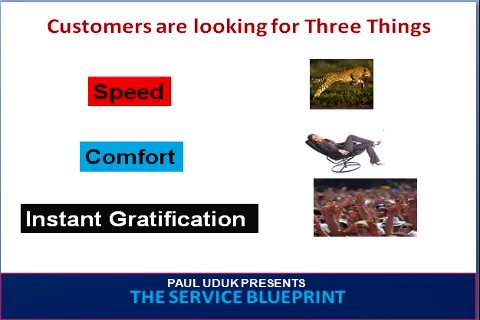 Customers are looking for Three Things
Speed
Comfort
Instant Gratification
PAUL UDUK PRESENTS
THE SERVICE BLUEPRINT